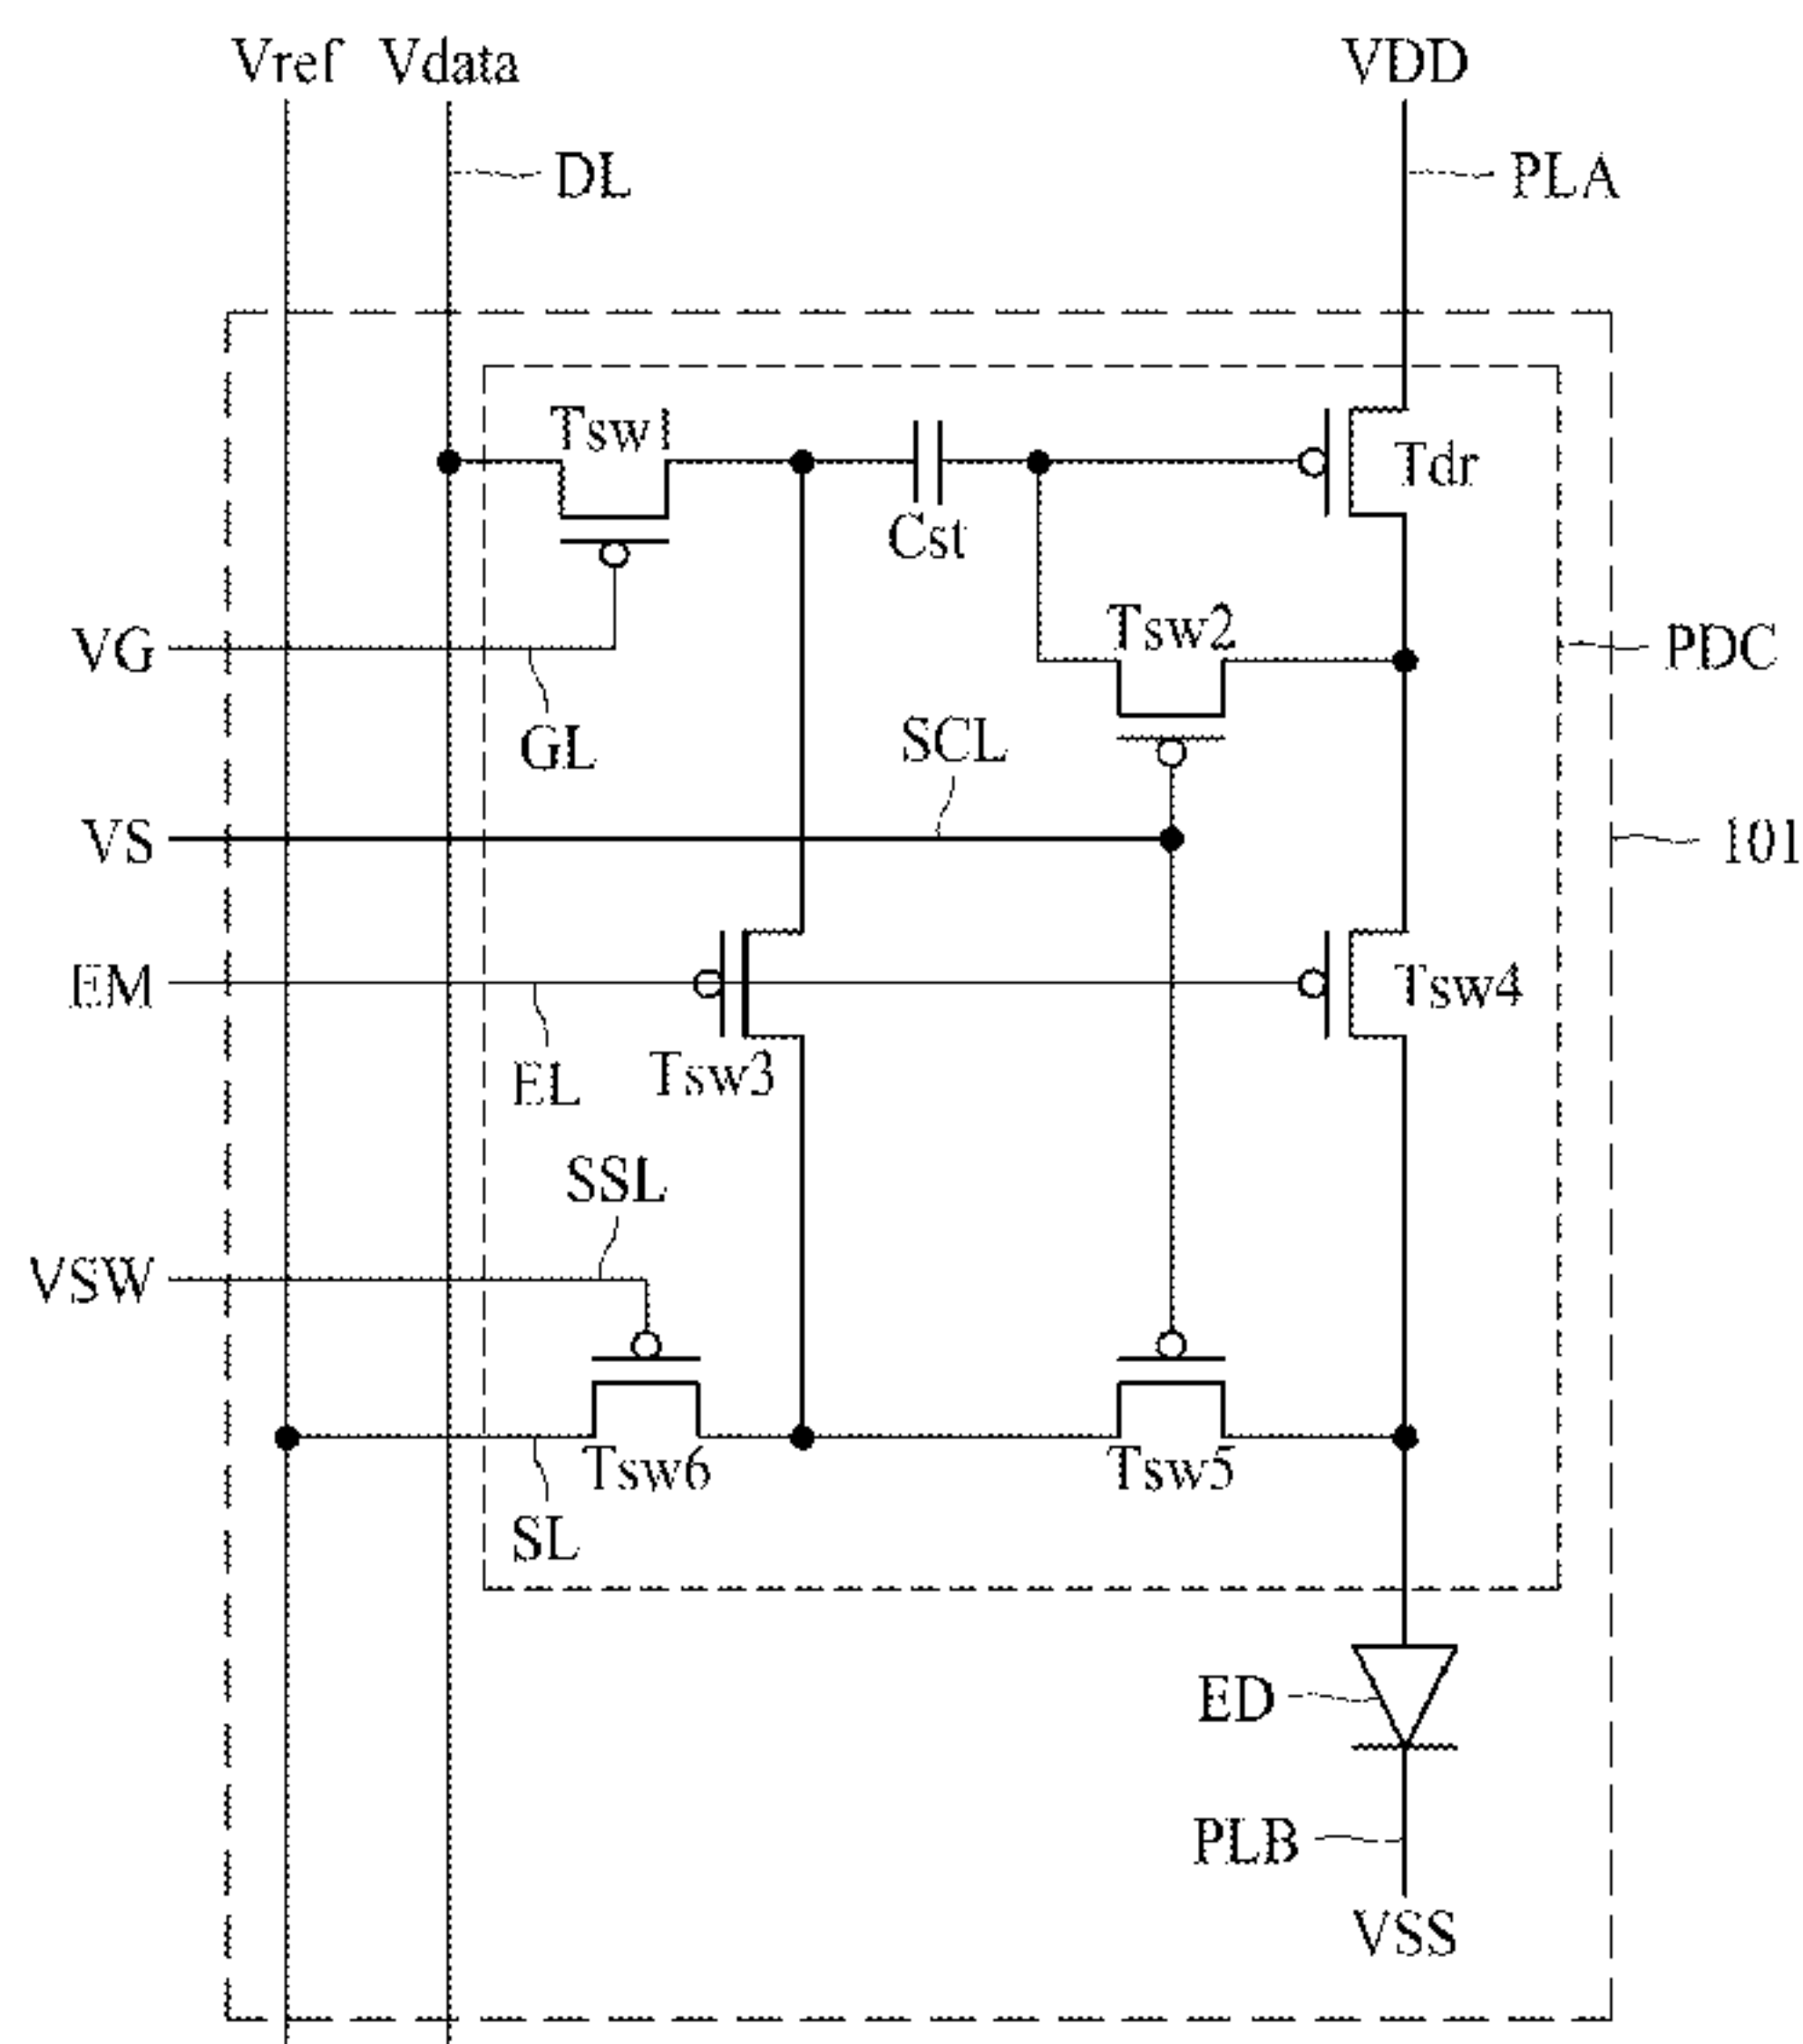 Vref Vdata VDD
DL PLA
Tsw1
Tdr
Cst
Tsw2
VG PDC
GL SCL
VS 101
EM Tsw4
EL Tsw3
SSL
VSW
Tsw6 Tsw5
SL
ED
PLB
VSS